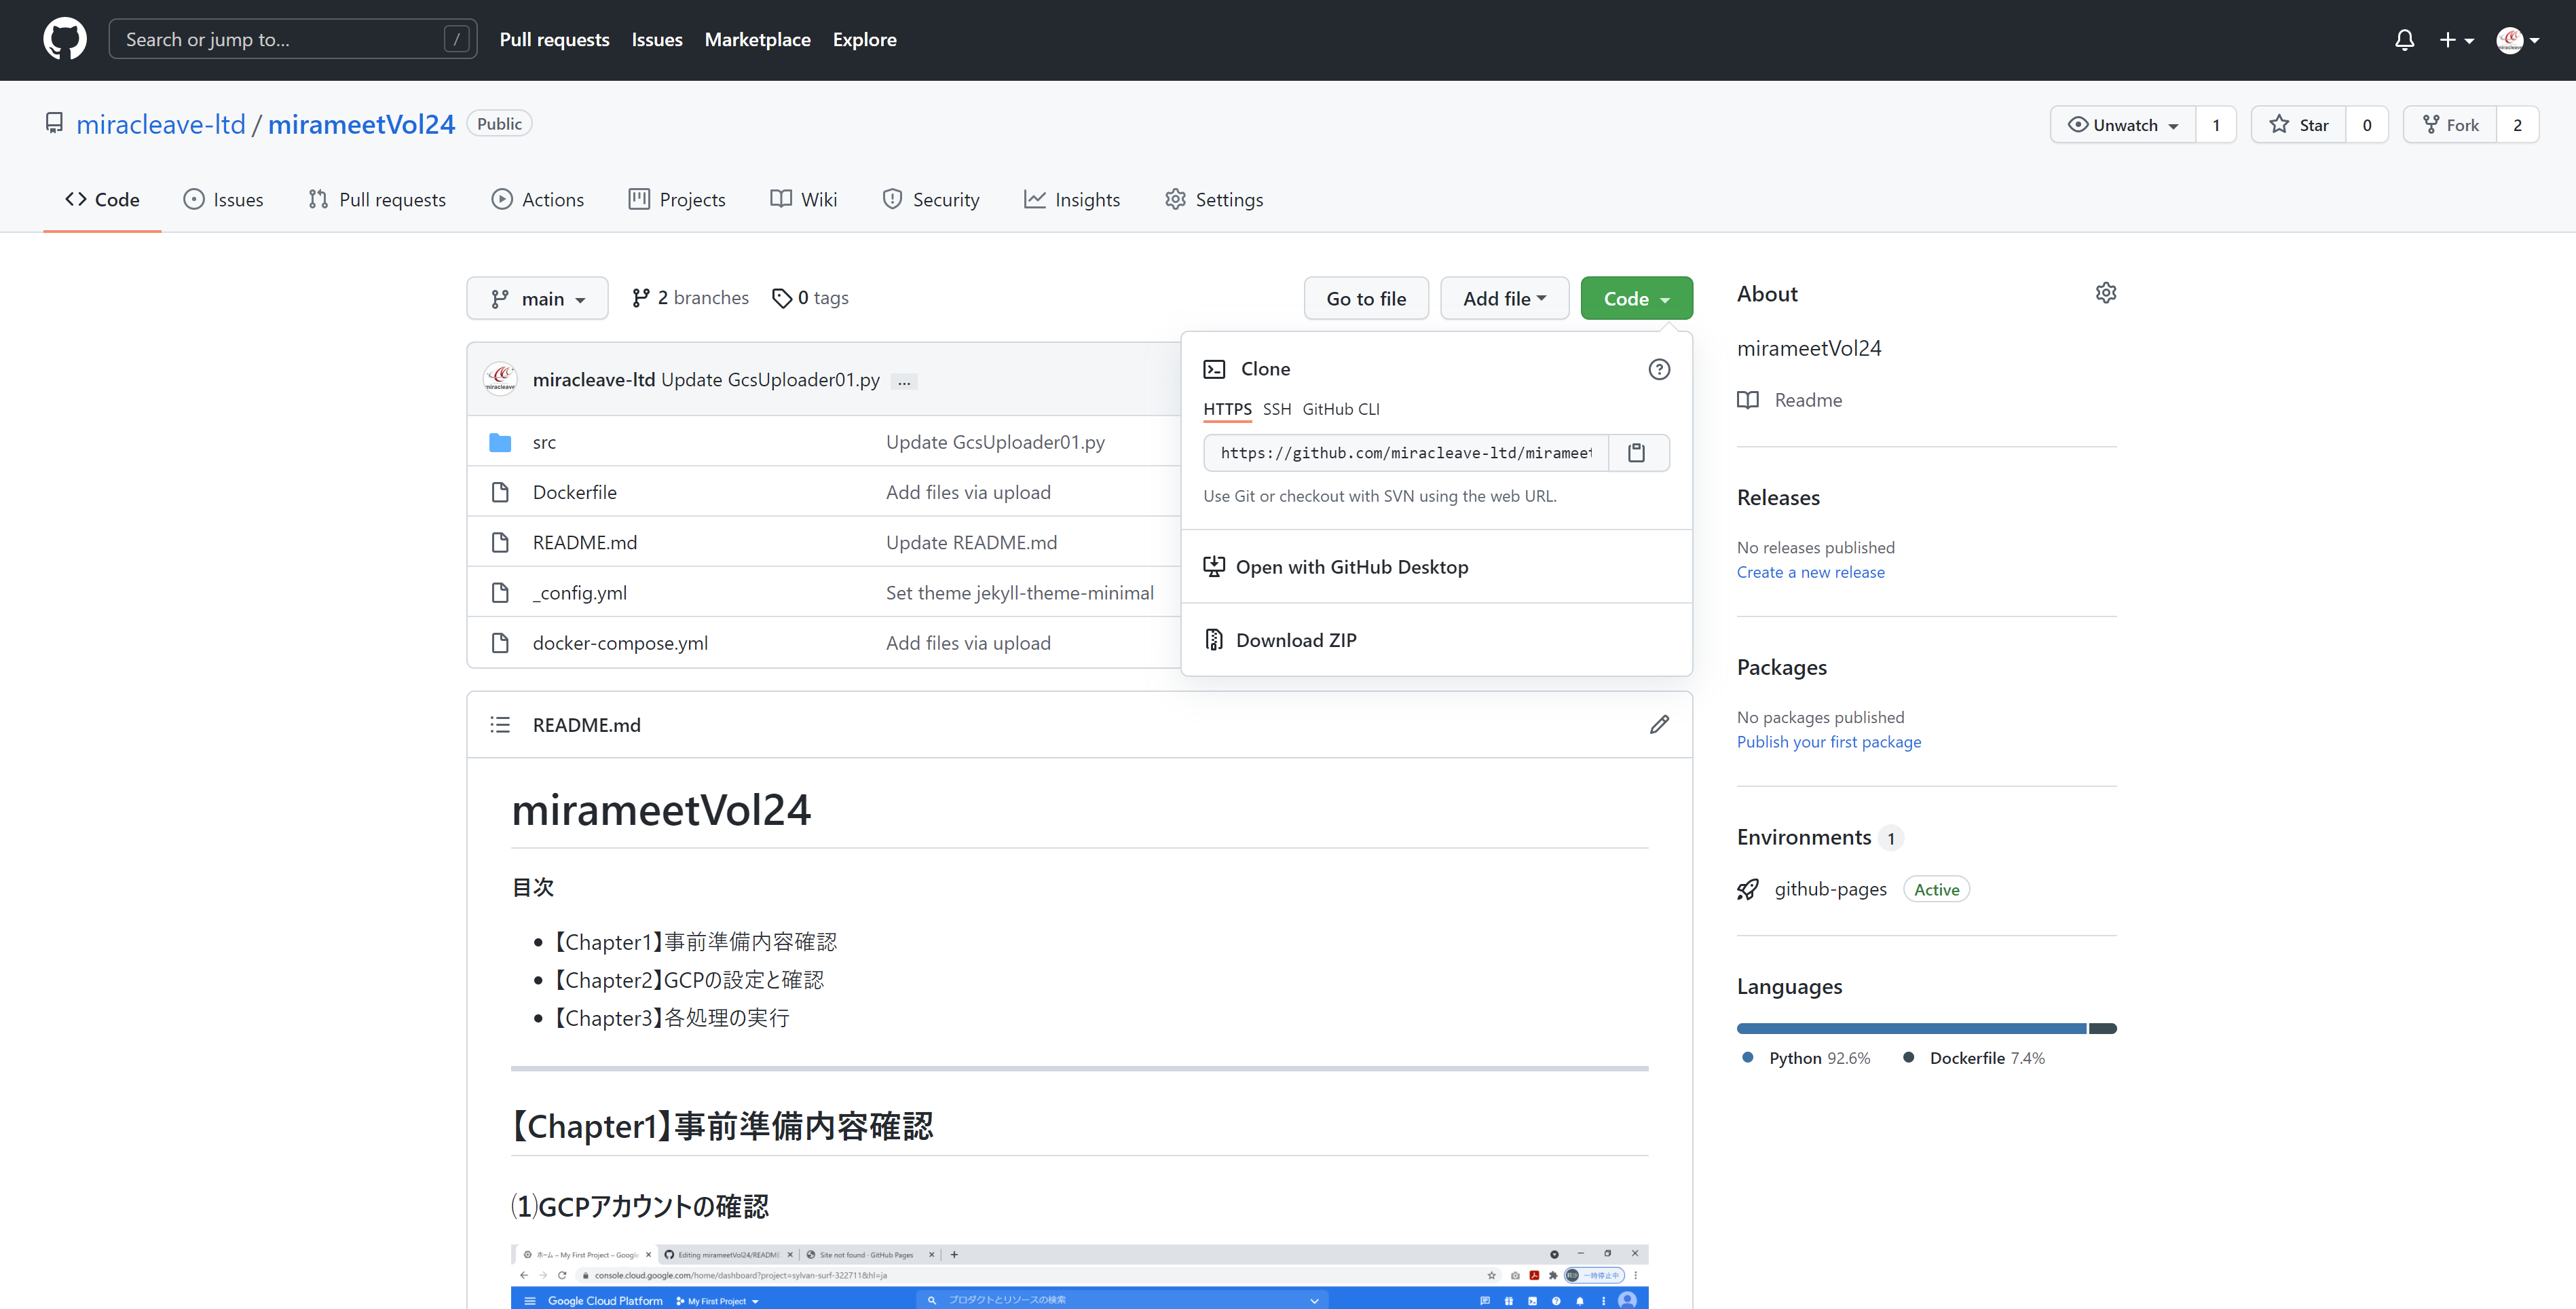 Search or jump to... /
Pull requests Issues Marketplace Explore
miracleave-ltd / mirameetVol24 Public
Unwatch 1 Star 0 Fork 2
Code Issues Pull requests Actions Projects Wiki Security Insights Settings
main 2 branches 0 tags
Go to file Add file Code
miracleave
miracleave-ltd Update GcsUploader01.py ...
src Update GcsUploader01.py
Dockerfile Add files via upload
README.md Update README.md
_config.yml Set theme jekyll-theme-minimal
docker-compose.yml Add files via upload
Clone
HTTPS SSH GitHub CLI
https://github.com/miracleave-ltd/miramee
Use Git or checkout with SVN using the web URL.
Open with GitHub Desktop
Download ZIP
README.md
mirameetVol24
目次
• 【Chapter1】事前準備内容確認
• 【Chapter2】GCPの設定と確認
• 【Chapter3】各処理の実行
【Chapter1】事前準備内容確認
⑴GCPアカウントの確認
ホーム – My First Project – Google
Editing mirameetVol24/README
Site not found · GitHub Pages
console.cloud.google.com/home/dashboard?project=sylvan-surf-322711&hl=ja
一時停止中
Google Cloud Platform My First Project プロダクトとリソースの検索
About
mirameetVol24
Readme
Releases
No releases published
Create a new release
Packages
No packages published
Publish your first package
Environments 1
github-pages Active
Languages
Python 92.6% Dockerfile 7.4%